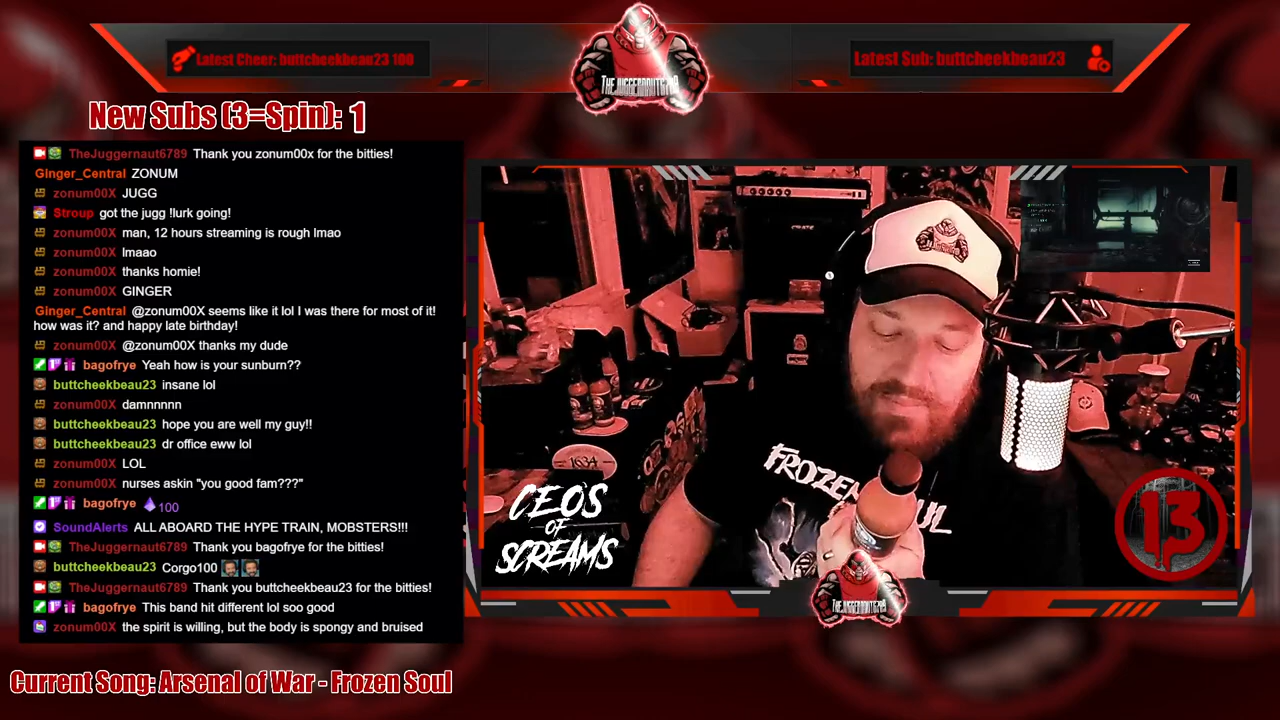 Latest Cheer: buttcheekbeau23 100
THEJUGGERNAUT6789
Latest Sub: buttcheekbeau23
New Subs (3=Spin): 1
TheJuggernaut6789 Thank you zonum00x for the bitties!
Ginger_Central ZONUM
zonum00X JUGG
Stroup got the jugg !lurk going!
zonum00X man, 12 hours streaming is rough lmao
zonum00X lmaao
zonum00X thanks homie!
zonum00X GINGER
Ginger_Central @zonum00X seems like it lol I was there for most of it!
how was it? and happy late birthday!
zonum00X @zonum00X thanks my dude
bagofrye Yeah how is your sunburn??
buttcheekbeau23 insane lol
zonum00X damnnnnn
buttcheekbeau23 hope you are well my guy!!
buttcheekbeau23 dr office eww lol
zonum00X LOL
zonum00X nurses askin "you good fam???"
bagofrye 100
SoundAlerts ALL ABOARD THE HYPE TRAIN, MOBSTERS!!!
TheJuggernaut6789 Thank you bagofrye for the bitties!
buttcheekbeau23 Corgo100
TheJuggernaut6789 Thank you buttcheekbeau23 for the bitties!
bagofrye This band hit different lol soo good
zonum00X the spirit is willing, but the body is spongy and bruised
1634
CEO'S
OF
SCREAMS
FROZEN SOUL
13
THEJUGGERNAUT6789
Current Song: Arsenal of War - Frozen Soul